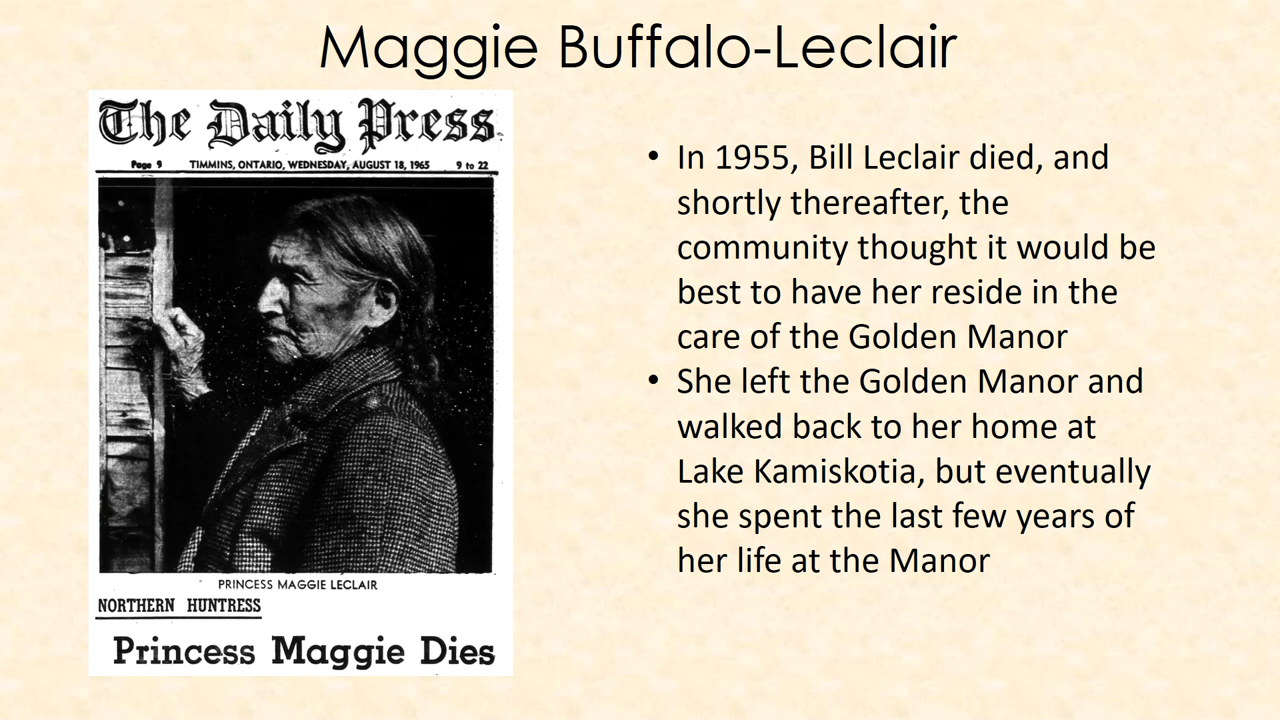 Maggie Buffalo-Leclair
The Daily Press
Page 9 TIMMINS, ONTARIO, WEDNESDAY, AUGUST 18, 1965 9 to 22
PRINCESS MAGGIE LECLAIR
NORTHERN HUNTRESS
Princess Maggie Dies
• In 1955, Bill Leclair died, and
shortly thereafter, the
community thought it would be
best to have her reside in the
care of the Golden Manor
• She left the Golden Manor and
walked back to her home at
Lake Kamiskotia, but eventually
she spent the last few years of
her life at the Manor